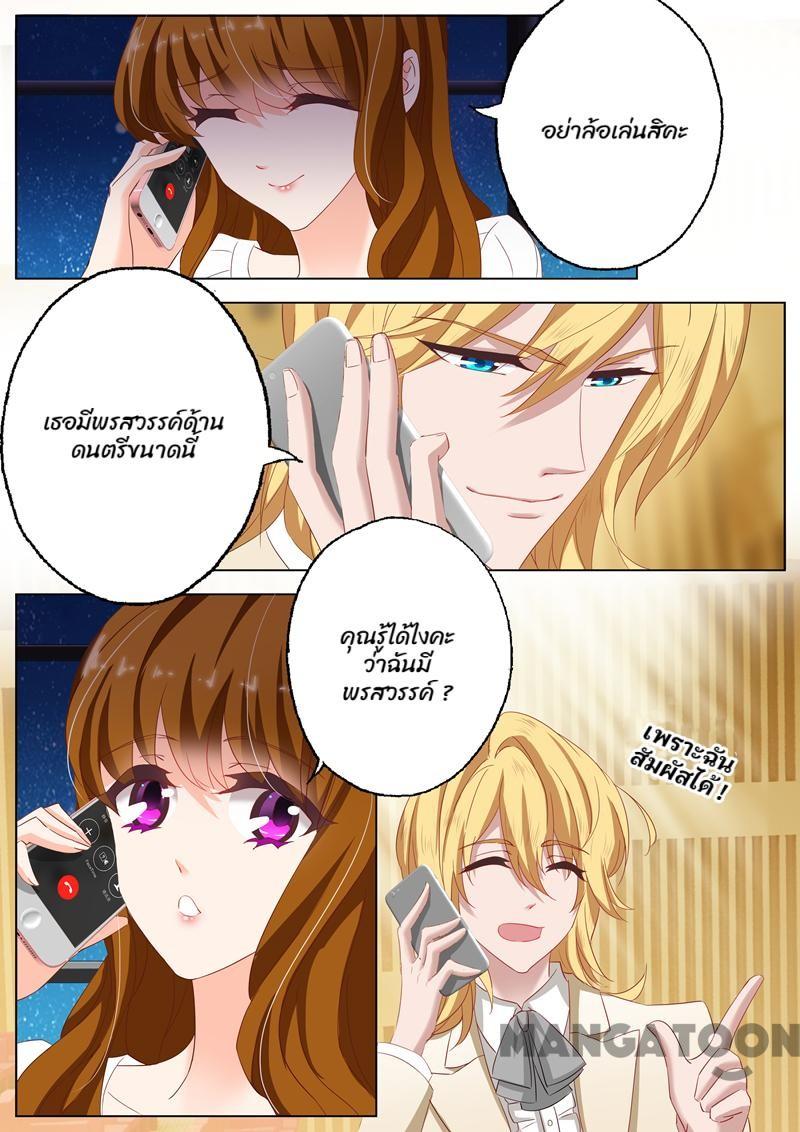 อย่าล้อเล่นสิคะ
เธอมีพรสวรรค์ด้าน
ดนตรีขนาดนี้
คุณรู้ได้ไงคะ
ว่าฉันมี
พรสวรรค์ ?
เพราะฉัน
สัมผัสได้ !
MANGATOON